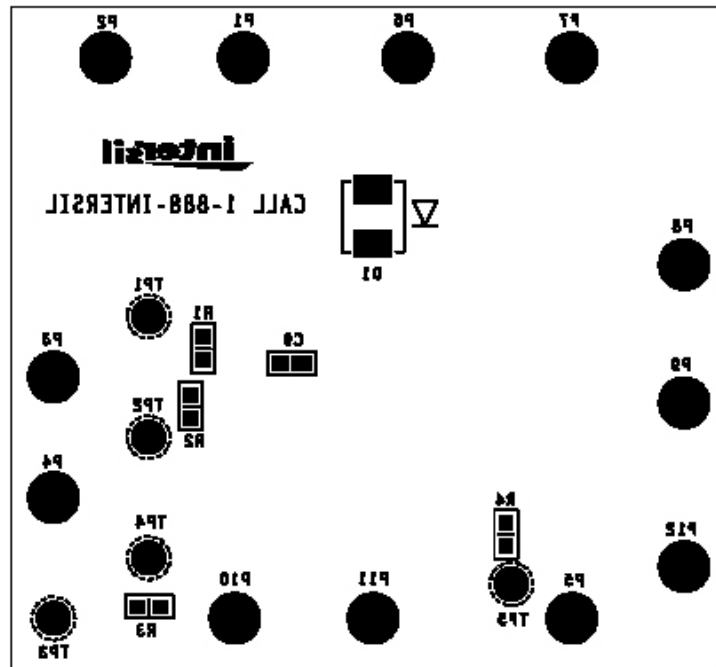 P2 P1 P6 P7
intersil
CALL 1-888-INTERSIL
P8
D1
TP1
R1
P3
C9
P9
TP2
R2
P4
R4
TP4
P12
P10
P11
P5
TP5
R3
TP3